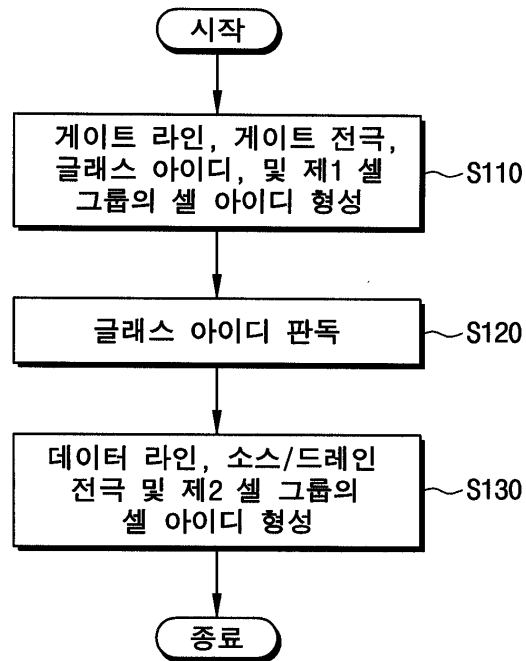 시작
게이트 라인, 게이트 전극,
글래스 아이디, 및 제1 셀
그룹의 셀 아이디 형성
S110
글래스 아이디 판독
S120
데이터 라인, 소스/드레인
전극 및 제2 셀 그룹의
셀 아이디 형성
S130
종료